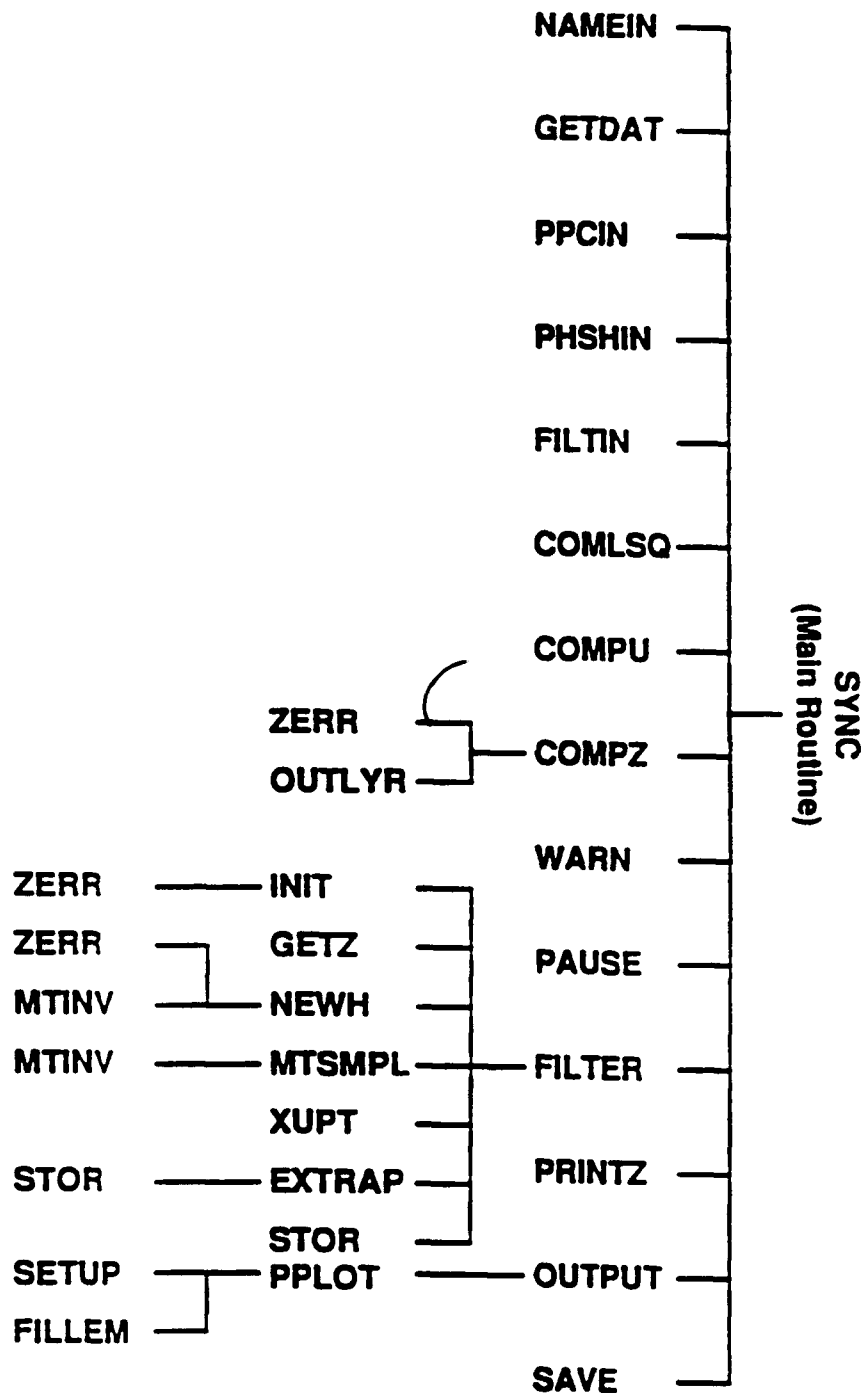 SYNC
(Main Routine)
NAMEIN
GETDAT
PPCIN
PHSHIN
FILTIN
COMLSQ
COMPU
COMPZ
ZERR
OUTLYR
WARN
PAUSE
FILTER
INIT
ZERR
GETZ
NEWH
ZERR
MTINV
MTSMPL
MTINV
XUPT
EXTRAP
STOR
STOR
PRINTZ
OUTPUT
PPLOT
SETUP
FILLEM
SAVE